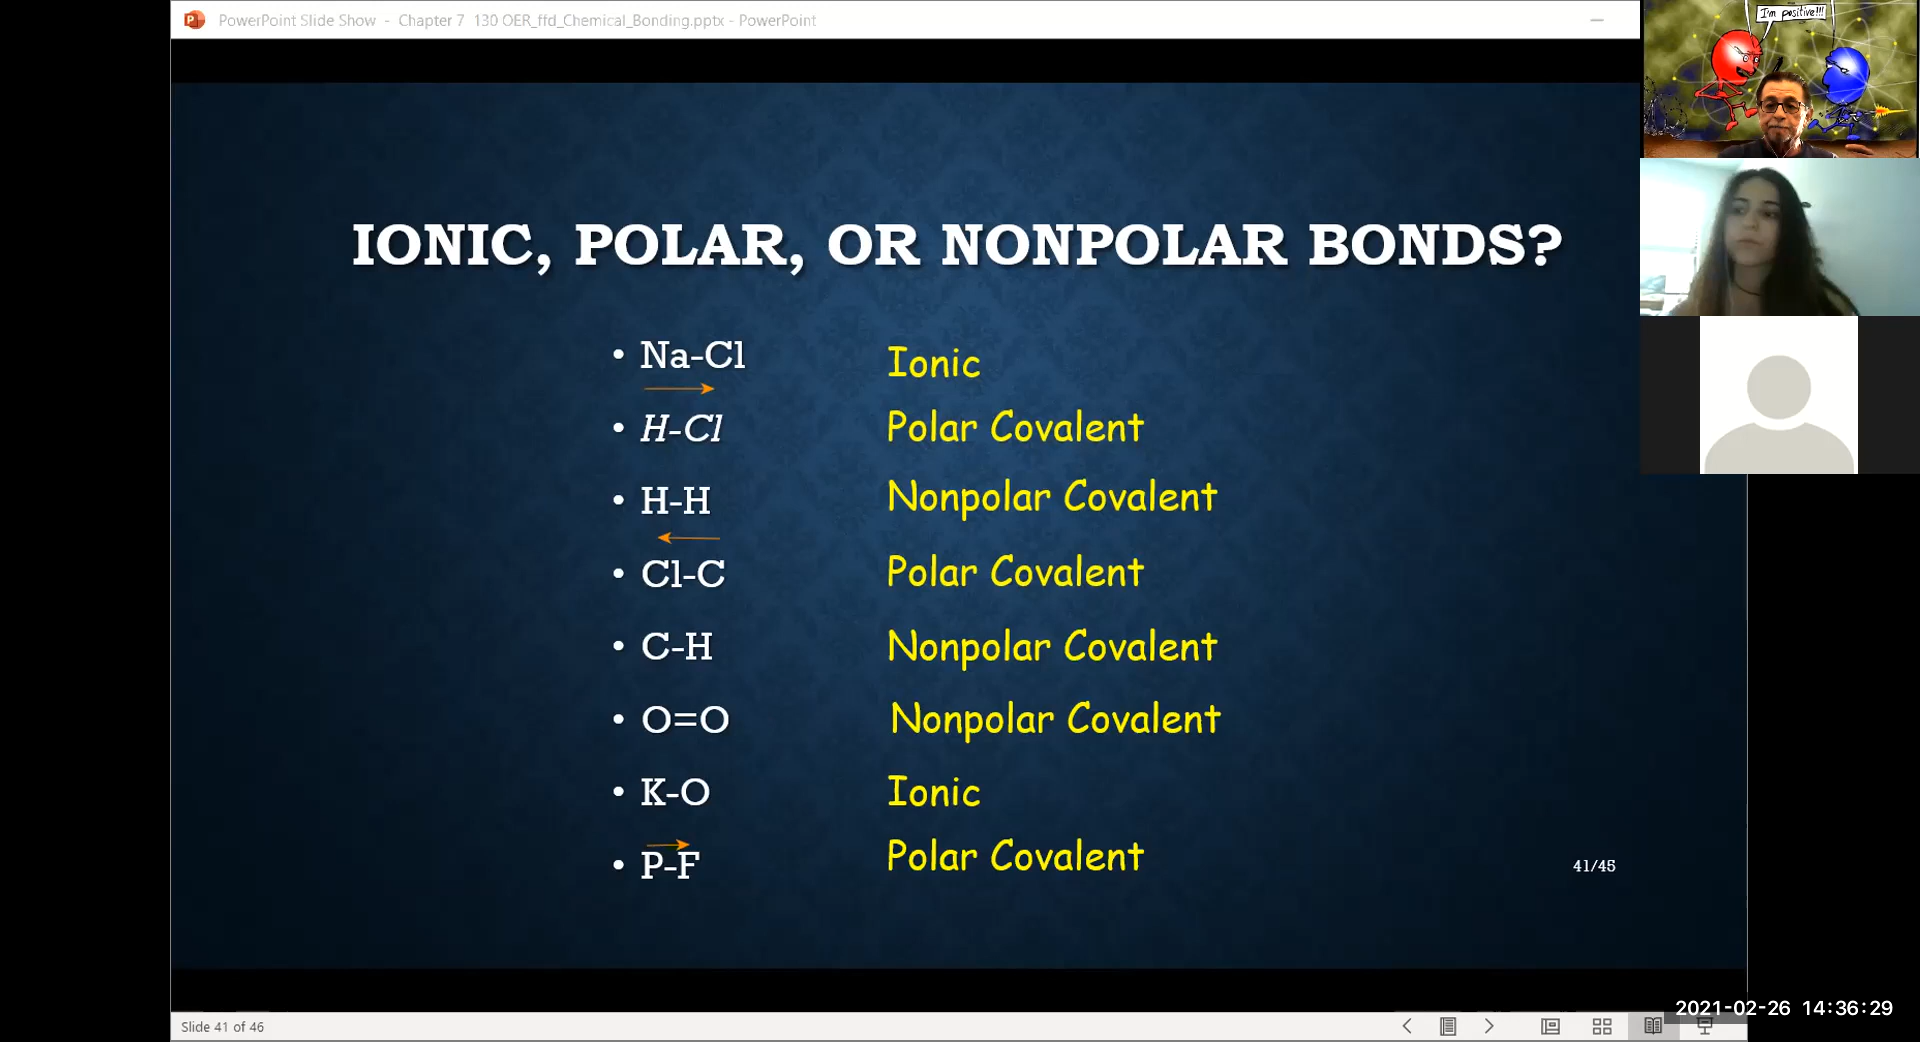 PowerPoint Slide Show - Chapter 7 130 OER_ffd_Chemical_Bonding.pptx - PowerPoint
I'm positive!!!
IONIC, POLAR, OR NONPOLAR BONDS?
• Na-Cl Ionic
• H-Cl Polar Covalent
• H-H Nonpolar Covalent
• Cl-C Polar Covalent
• C-H Nonpolar Covalent
• O=O Nonpolar Covalent
• K-O Ionic
• P-F Polar Covalent
41/45
2021-02-26 14:36:29
Slide 41 of 46